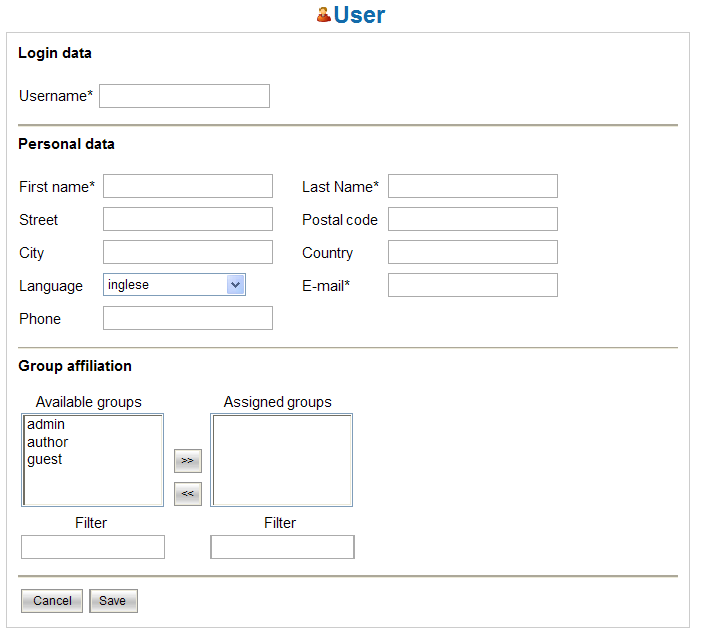 User
Login data
Username*
Personal data
First name* Last Name*
Street Postal code
City Country
Language inglese E-mail*
Phone
Group affiliation
Available groups Assigned groups
admin
author
guest
>>
<<
Filter Filter
Cancel Save